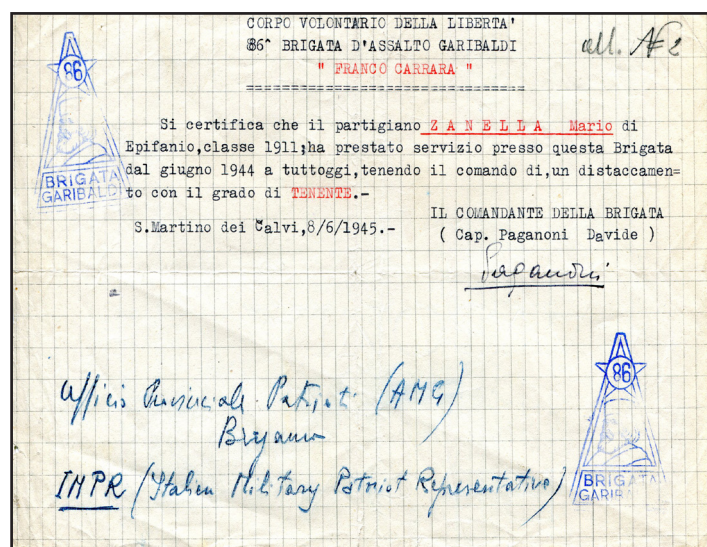 CORPO VOLONTARIO DELLA LIBERTA'
86^ BRIGATA D'ASSALTO GARIBALDI
" FRANCO CARRARA "
all. N° 2
Si certifica che il partigiano Z A N E L L A Mario di
Epifanio,classe 1911;ha prestato servizio presso questa Brigata
dal giugno 1944 a tuttoggi,tenendo il comando di,un distaccamen=
to con il grado di TENENTE.-
IL COMANDANTE DELLA BRIGATA
S.Martino dei Calvi,8/6/1945.-
( Cap. Paganoni Davide )
Paganoni
86
BRIGATA
GARIBALDI
Ufficio Provinciale Patrioti (AMG)
Bergamo
IMPR (Italian Military Patriot Representative)
86
BRIGATA
GARIB